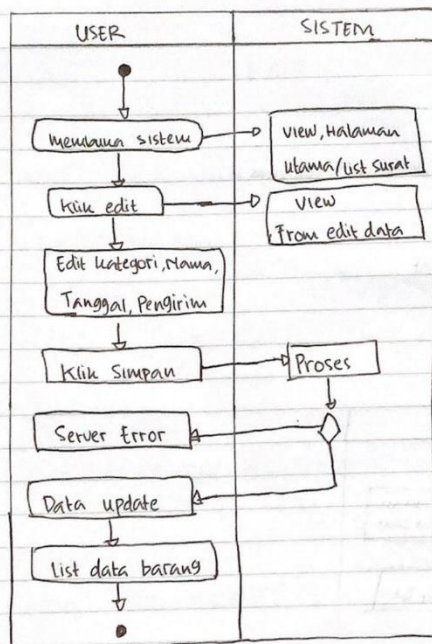 USER
SISTEM
membuka sistem
view, Halaman
utama/list surat
Klik edit
view
From edit data
Edit kategori, Nama,
Tanggal, Pengirim
Klik Simpan
Proses
Server Error
Data update
List data barang